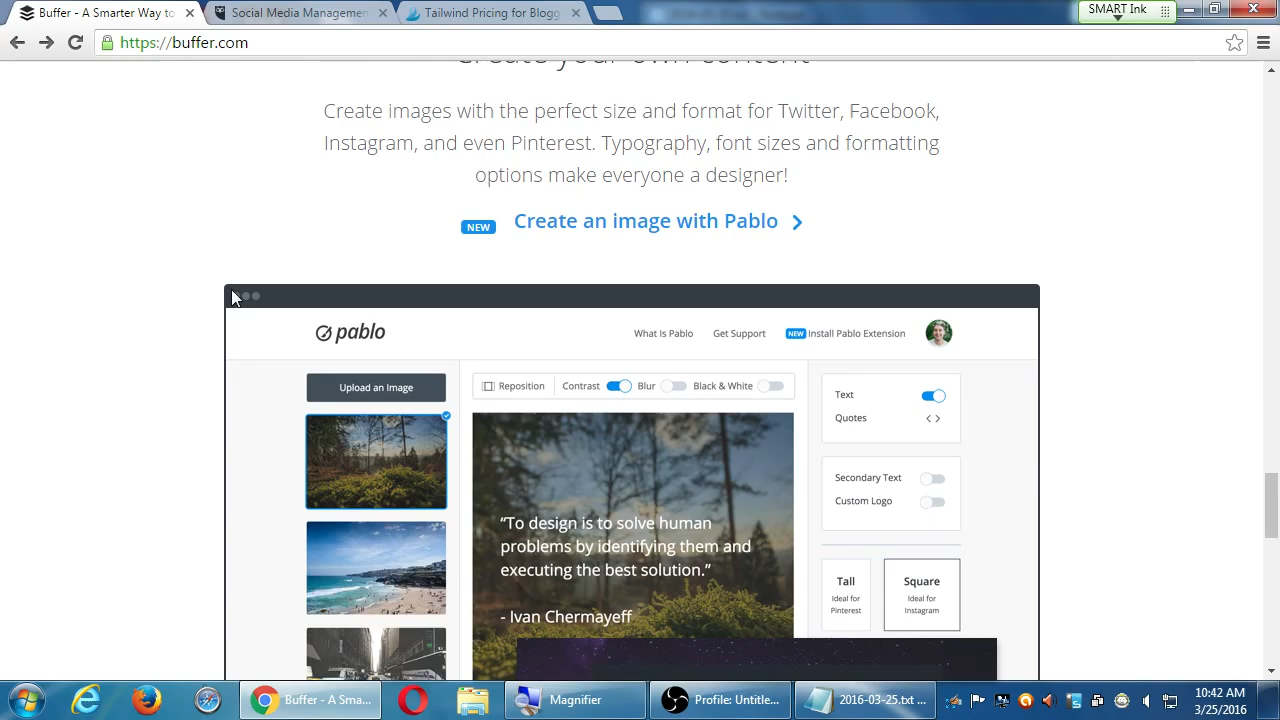 Buffer - A Smarter Way to
Social Media Managemen
Tailwind Pricing for Blogg
SMART Ink
https://buffer.com
Create your own content
Create images with the perfect size and format for Twitter, Facebook,
Instagram, and even Pinterest. Typography, font sizes and formatting
options make everyone a designer!
NEW Create an image with Pablo
pablo
What Is Pablo Get Support NEW Install Pablo Extension
Upload an Image
Reposition Contrast Blur Black & White
Text
Quotes
Secondary Text
Custom Logo
“To design is to solve human
problems by identifying them and
executing the best solution.”
- Ivan Chermayeff
Tall
Ideal for
Pinterest
Square
Ideal for
Instagram
Buffer - A Sma...
Magnifier
Profile: Untitle...
2016-03-25.txt ...
10:42 AM
3/25/2016